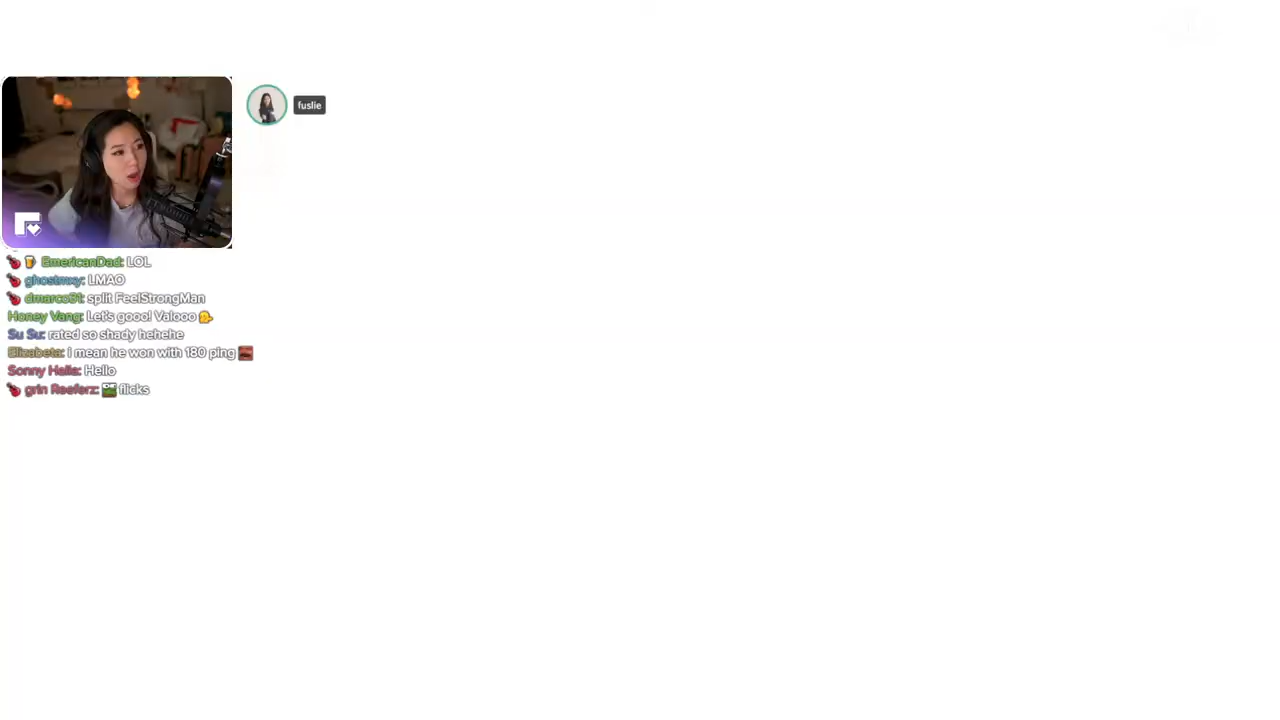 fuslie
EmericanDad: LOL
ghostmxy: LMAO
dmarco31: split FeelStrongMan
Honey Vang: Let's gooo! Valooo
Su Su: rated so shady hehehe
Elizabeta: I mean he won with 180 ping
Sonny Halla: Hello
grin Reeferz: flicks